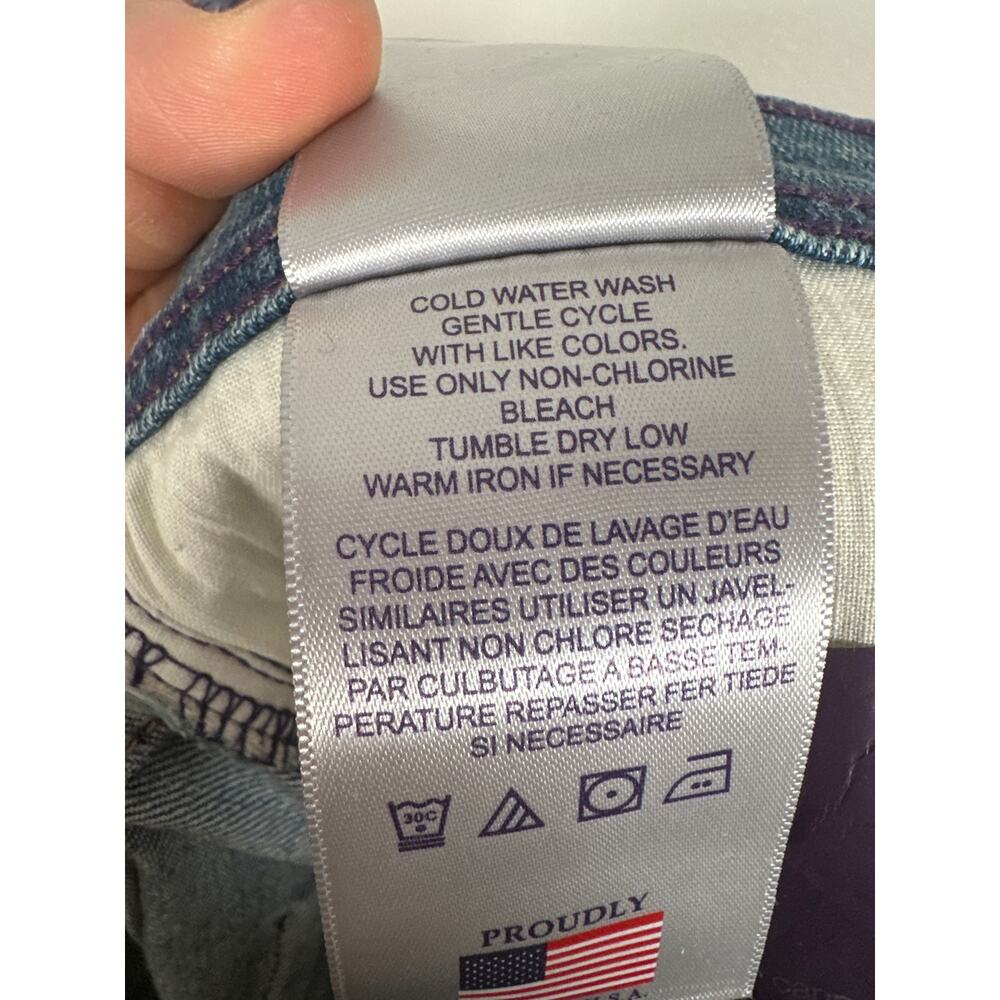 COLD WATER WASH
GENTLE CYCLE
WITH LIKE COLORS.
USE ONLY NON-CHLORINE
BLEACH
TUMBLE DRY LOW
WARM IRON IF NECESSARY
CYCLE DOUX DE LAVAGE D'EAU
FROIDE AVEC DES COULEURS
SIMILAIRES UTILISER UN JAVEL-
LISANT NON CHLORE SECHAGE
PAR CULBUTAGE A BASSE TEM-
PERATURE REPASSER FER TIEDE
SI NECESSAIRE
30C
PROUDLY